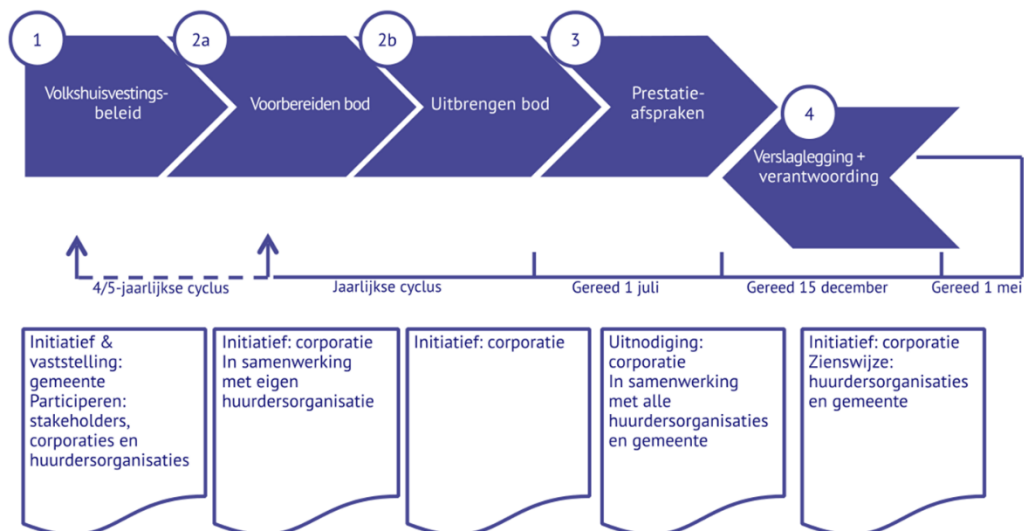 1
2a
2b
3
4
Volkshuisvestings-
beleid
Voorbereiden bod
Uitbrengen bod
Prestatie-
afspraken
Verslaglegging +
verantwoording
4/5-jaarlijkse cyclus
Jaarlijkse cyclus
Gereed 1 juli
Gereed 15 december
Gereed 1 mei
Initiatief &
vaststelling:
gemeente
Participeren:
stakeholders,
corporaties en
huurdersorganisaties
Initiatief: corporatie
In samenwerking
met eigen
huurdersorganisatie
Initiatief: corporatie
Uitnodiging:
corporatie
In samenwerking
met alle
huurdersorganisaties
en gemeente
Initiatief: corporatie
Zienswijze:
huurdersorganisaties
en gemeente